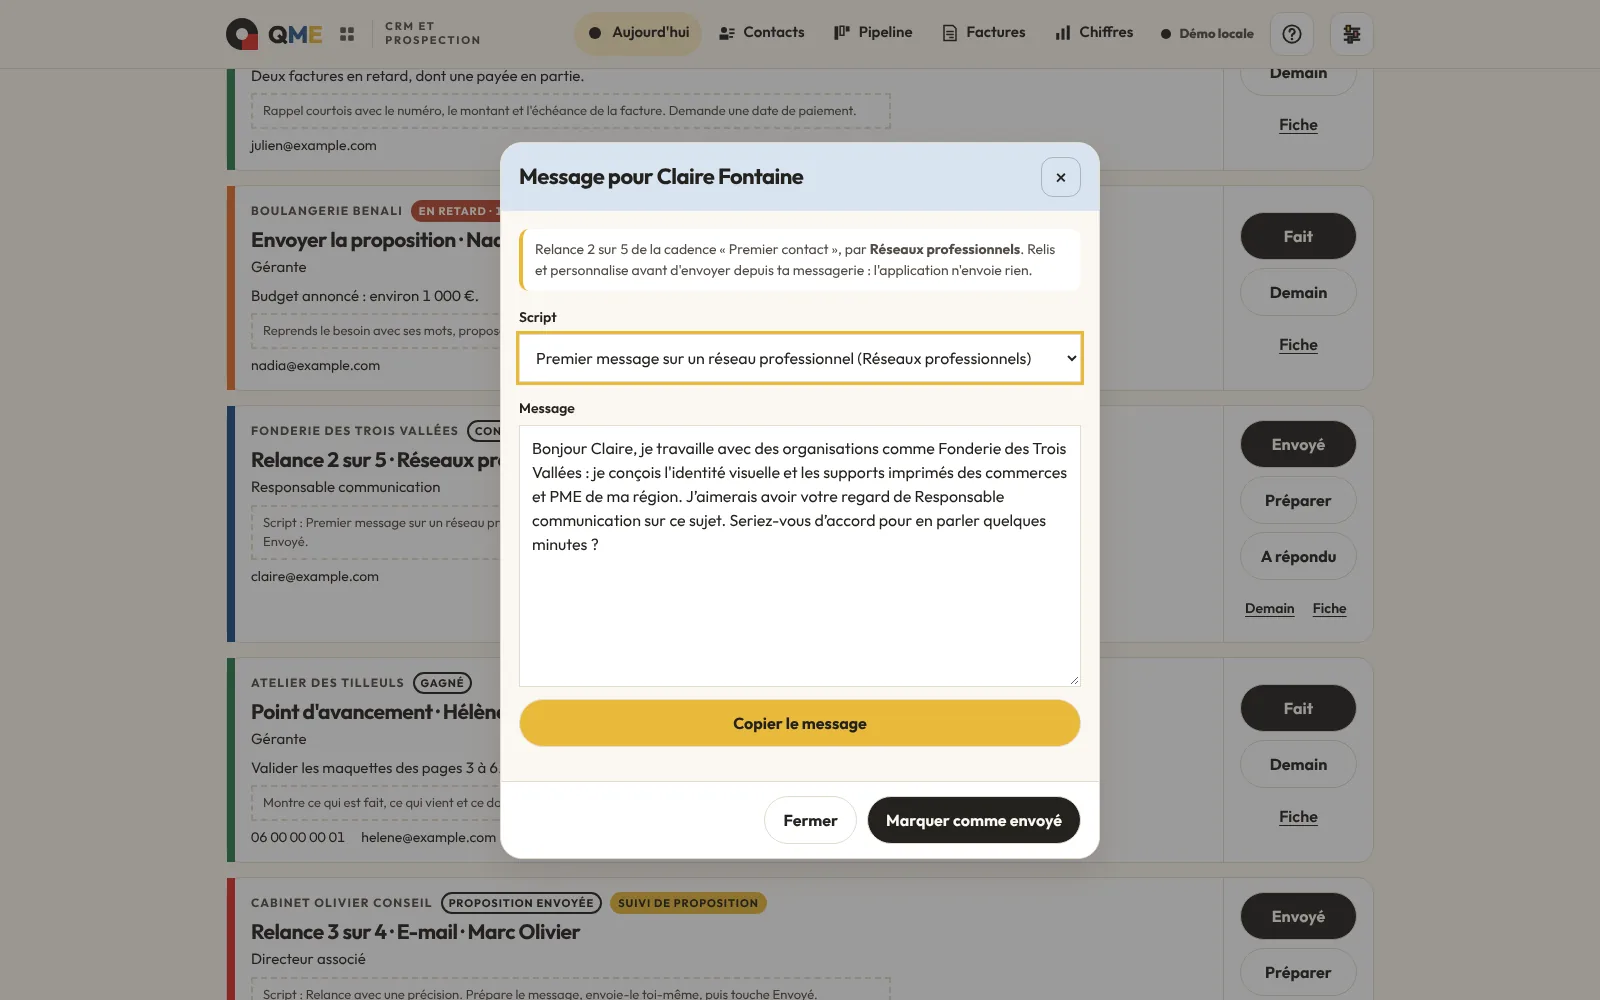 QME
CRM ET
PROSPECTION
Aujourd'hui
Contacts
Pipeline
Factures
Chiffres
Démo locale
Deux factures en retard, dont une payée en partie.
Rappel courtois avec le numéro, le montant et l'échéance de la facture. Demande une date de paiement.
julien@example.com
Demain
Fiche
BOULANGERIE BENALI EN RETARD · 1
Envoyer la proposition · Nad
Gérante
Budget annoncé : environ 1 000 €.
Reprends le besoin avec ses mots, propos
nadia@example.com
Fait
Demain
Fiche
FONDERIE DES TROIS VALLÉES CON
Relance 2 sur 5 · Réseaux pr
Responsable communication
Script : Premier message sur un réseau pr
Envoyé.
claire@example.com
Envoyé
Préparer
A répondu
Demain Fiche
ATELIER DES TILLEULS GAGNÉ
Point d'avancement · Hélèn
Gérante
Valider les maquettes des pages 3 à 6
Montre ce qui est fait, ce qui vient et ce do
06 00 00 00 01 helene@example.com
Fait
Demain
Fiche
CABINET OLIVIER CONSEIL PROPOSITION ENVOYÉE SUIVI DE PROPOSITION
Relance 3 sur 4 · E-mail · Marc Olivier
Directeur associé
Script : Relance avec une précision. Prépare le message, envoie-le toi-même, puis touche Envoyé.
Envoyé
Préparer
Message pour Claire Fontaine
×
Relance 2 sur 5 de la cadence « Premier contact », par Réseaux professionnels. Relis
et personnalise avant d'envoyer depuis ta messagerie : l'application n'envoie rien.
Script
Premier message sur un réseau professionnel (Réseaux professionnels)
Message
Bonjour Claire, je travaille avec des organisations comme Fonderie des Trois
Vallées : je conçois l'identité visuelle et les supports imprimés des commerces
et PME de ma région. J’aimerais avoir votre regard de Responsable
communication sur ce sujet. Seriez-vous d’accord pour en parler quelques
minutes ?
Copier le message
Fermer
Marquer comme envoyé